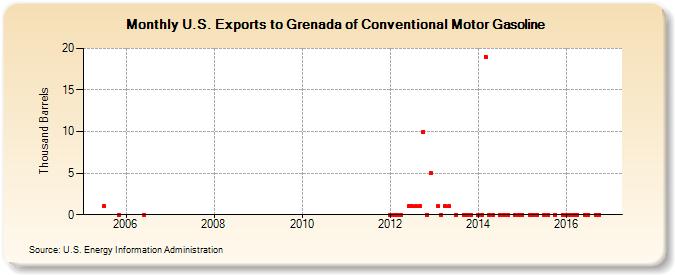 Monthly U.S. Exports to Grenada of Conventional Motor Gasoline
Thousand Barrels
20
15
10
5
0
2006 2008 2010 2012 2014 2016
Source: U.S. Energy Information Administration